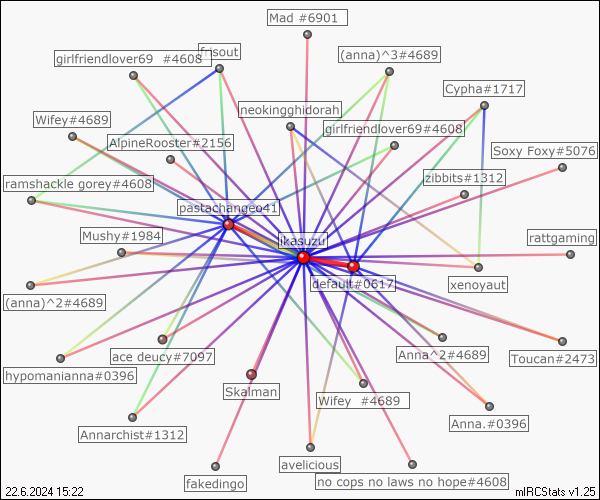 Mad #6901
girlfriendlover69 #4608
frisout
(anna)^3#4689
Cypha#1717
neokingghidorah
Wifey#4689
girlfriendlover69#4608
AlpineRooster#2156
Soxy Foxy#5076
ramshackle gorey#4608
zibbits#1312
pastachangeo41
Mushy#1984
ikasuzu
rattgaming
default#0617
xenoyaut
(anna)^2#4689
ace deucy#7097
Anna^2#4689
Toucan#2473
hypomanianna#0396
Skalman
Wifey #4689
Anna.#0396
Annarchist#1312
avelicious
fakedingo
no cops no laws no hope#4608
22.6.2024 15:22
mIRCStats v1.25